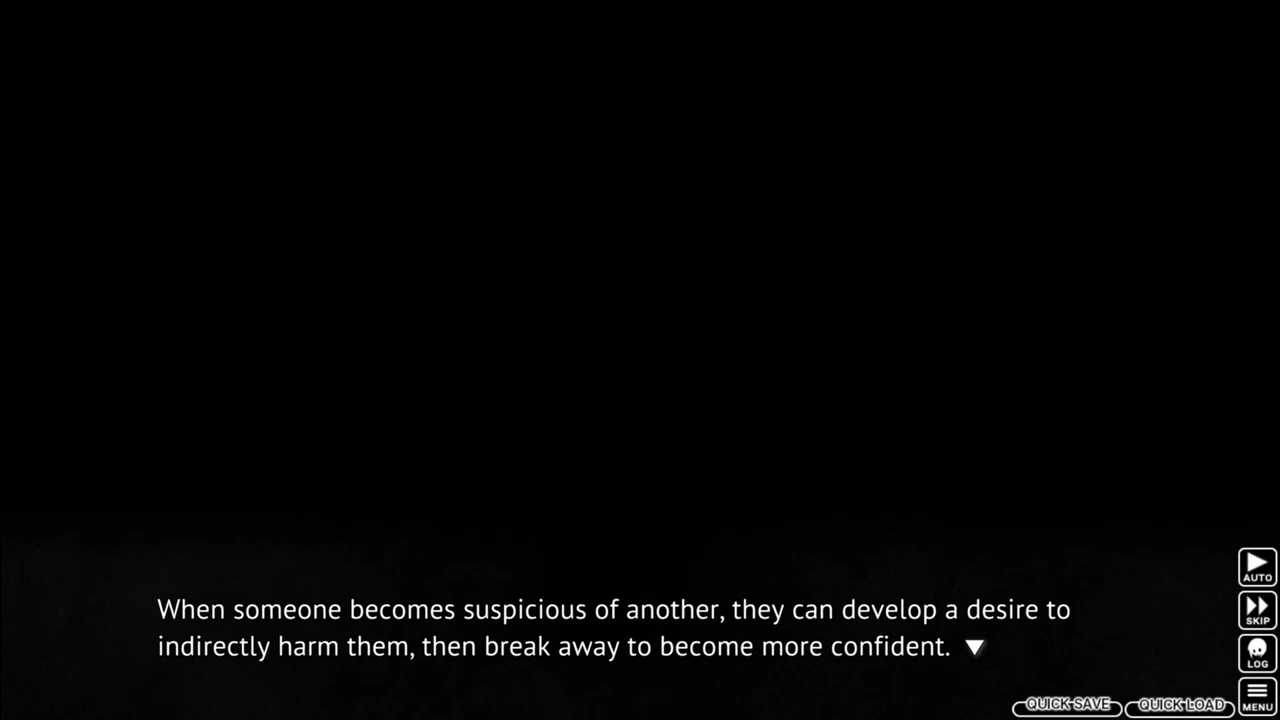 When someone becomes suspicious of another, they can develop a desire to
indirectly harm them, then break away to become more confident.
AUTO
SKIP
LOG
MENU
QUICK SAVE QUICK LOAD